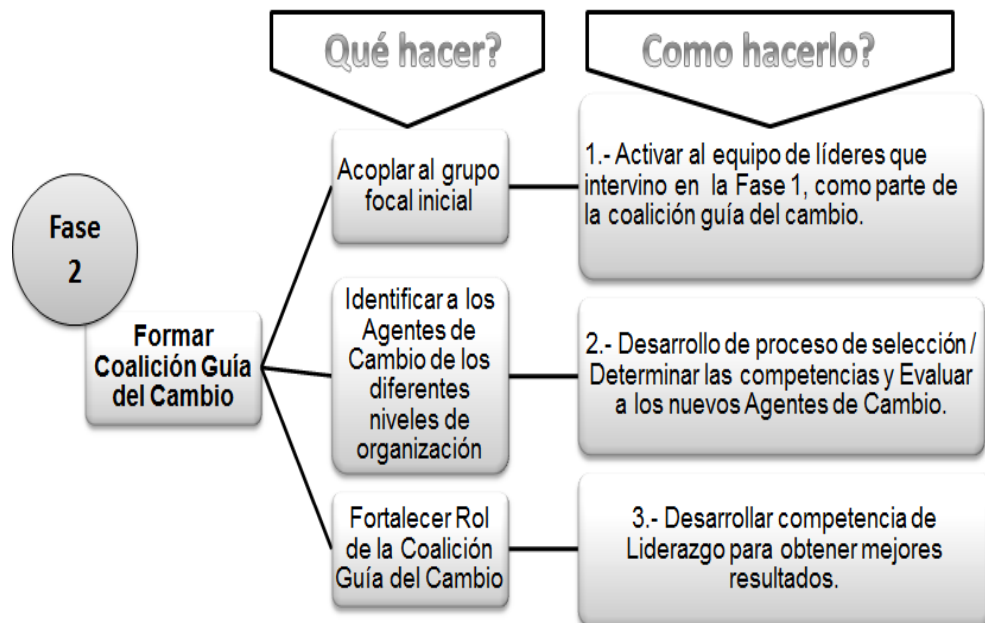 Qué hacer?
Como hacerlo?
Fase
2
Formar
Coalición Guía
del Cambio
Acoplar al grupo
focal inicial
1.- Activar al equipo de líderes que
intervino en la Fase 1, como parte de
la coalición guía del cambio.
Identificar a los
Agentes de
Cambio de los
diferentes
niveles de
organización
2.- Desarrollo de proceso de selección /
Determinar las competencias y Evaluar
a los nuevos Agentes de Cambio.
Fortalecer Rol
de la Coalición
Guía del Cambio
3.- Desarrollar competencia de
Liderazgo para obtener mejores
resultados.